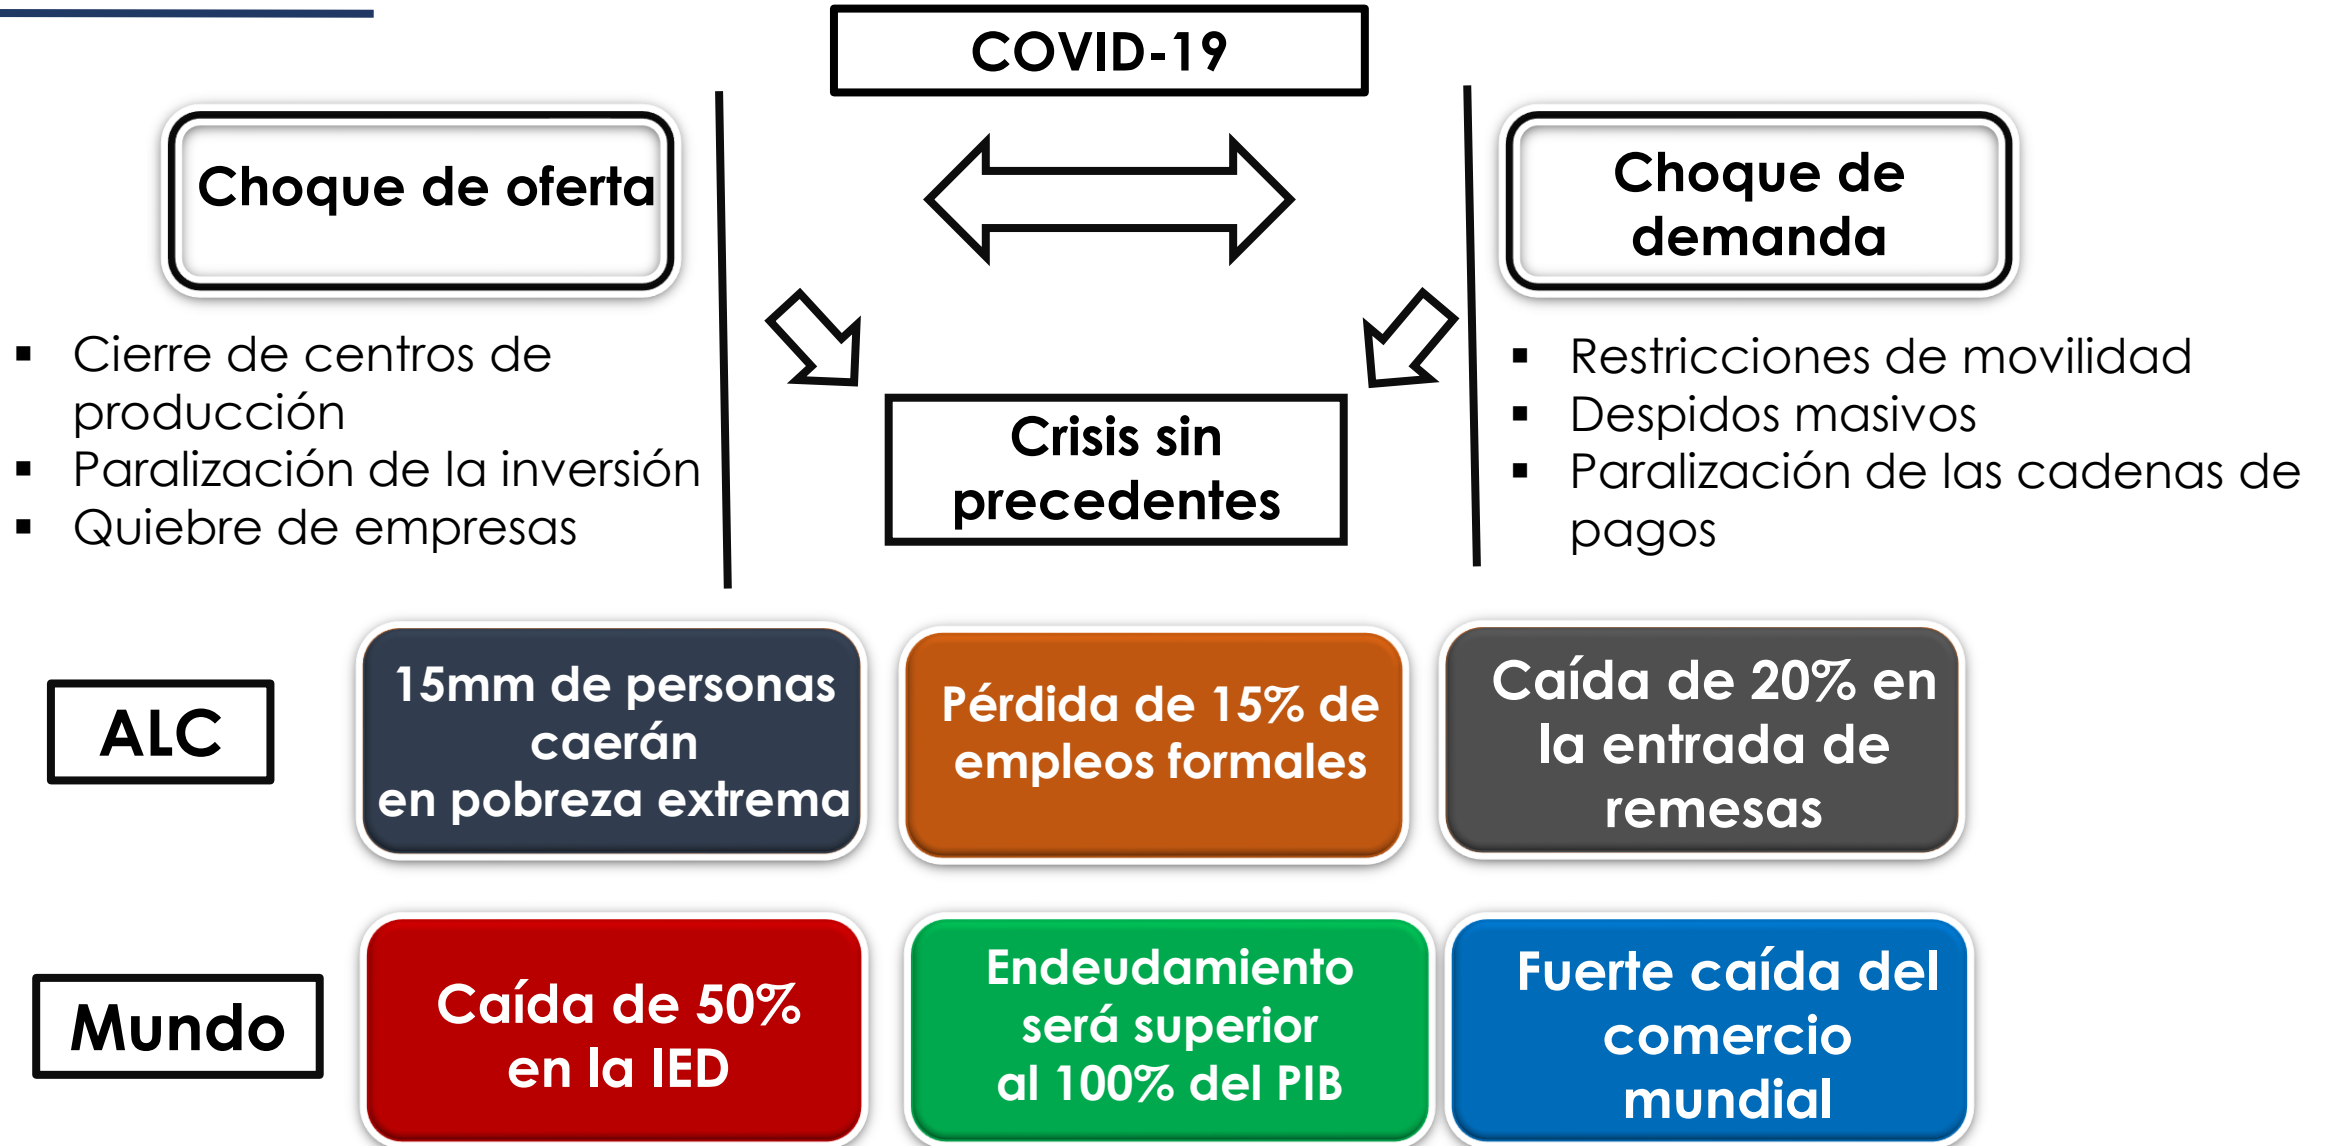 COVID-19
Choque de oferta
Choque de
demanda
▪ Cierre de centros de
producción
▪ Paralización de la inversión
▪ Quiebre de empresas
Crisis sin
precedentes
▪ Restricciones de movilidad
▪ Despidos masivos
▪ Paralización de las cadenas de
pagos
ALC
15mm de personas
caerán
en pobreza extrema
Pérdida de 15% de
empleos formales
Caída de 20% en
la entrada de
remesas
Mundo
Caída de 50%
en la IED
Endeudamiento
será superior
al 100% del PIB
Fuerte caída del
comercio
mundial